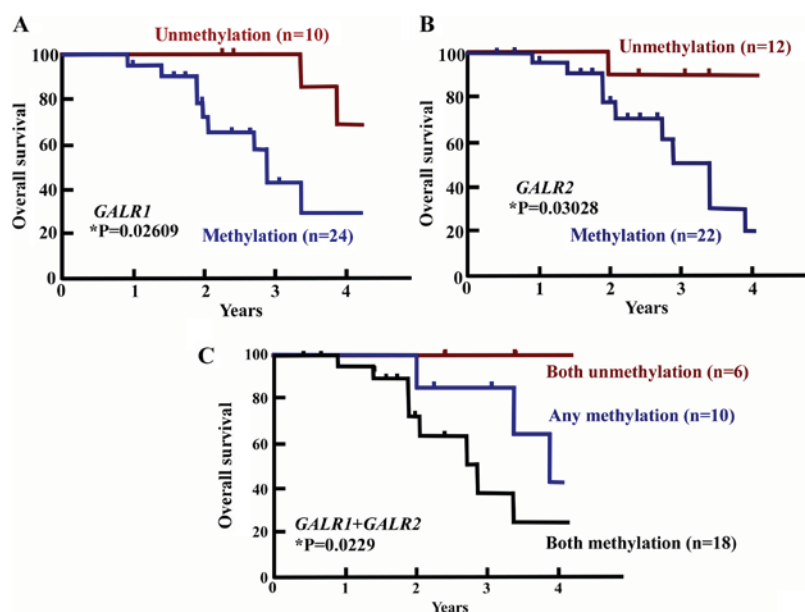 A
Unmethylation (n=10)
100
80
60
40
20
0
Overall survival
GALR1
*P=0.02609
Methylation (n=24)
0 1 2 3 4
Years
B
Unmethylation (n=12)
100
80
60
40
20
0
Overall survival
GALR2
*P=0.03028
Methylation (n=22)
0 1 2 3 4
Years
C
100
80
60
40
20
0
Overall survival
Both unmethylation (n=6)
Any methylation (n=10)
GALR1+GALR2
*P=0.0229
Both methylation (n=18)
0 1 2 3 4
Years